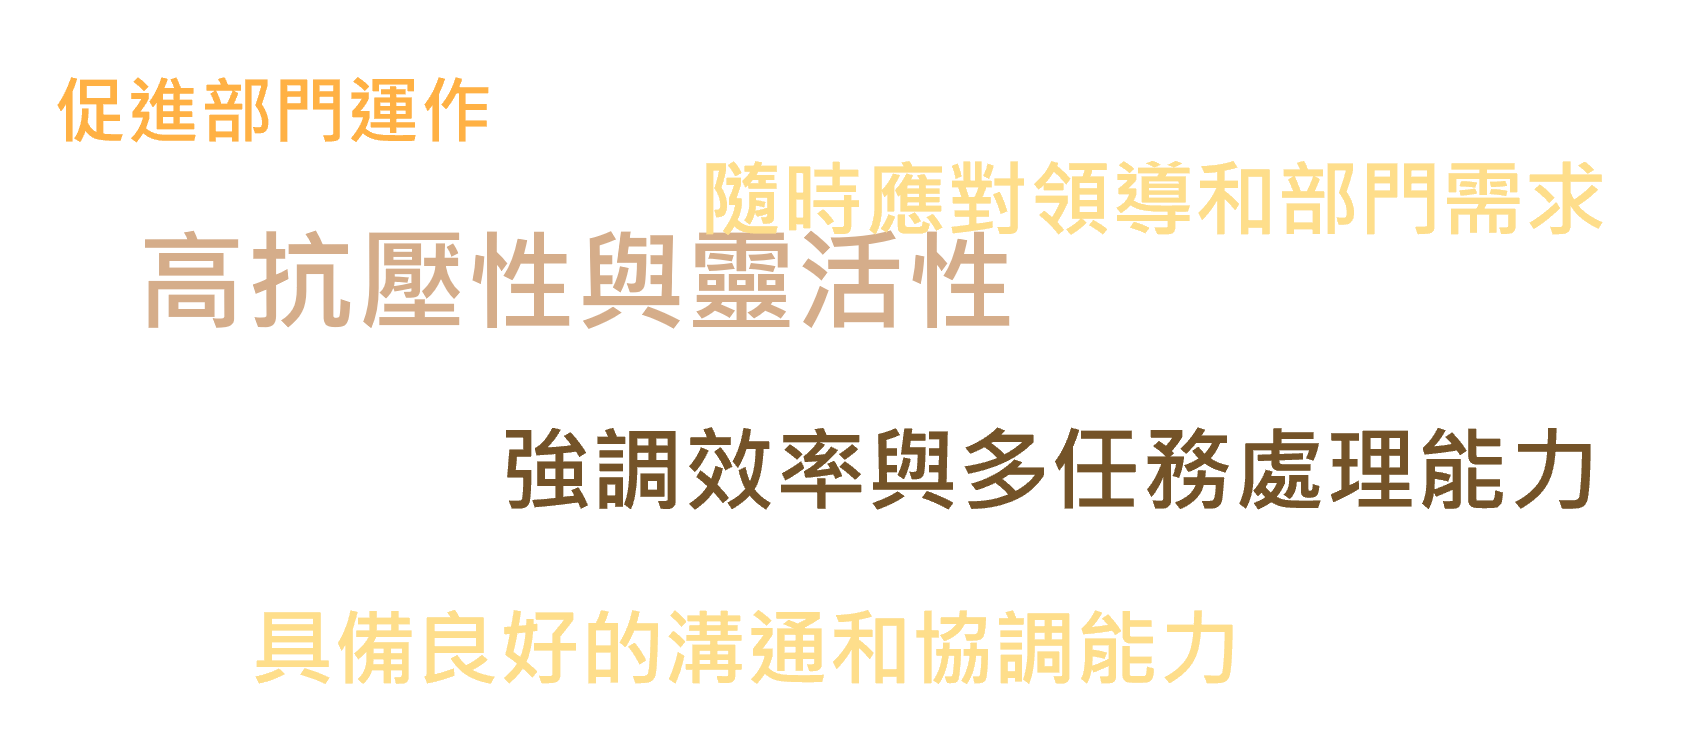 促進部門運作
隨時應對領導和部門需求
高抗壓性與靈活性
強調效率與多任務處理能力
具備良好的溝通和協調能力